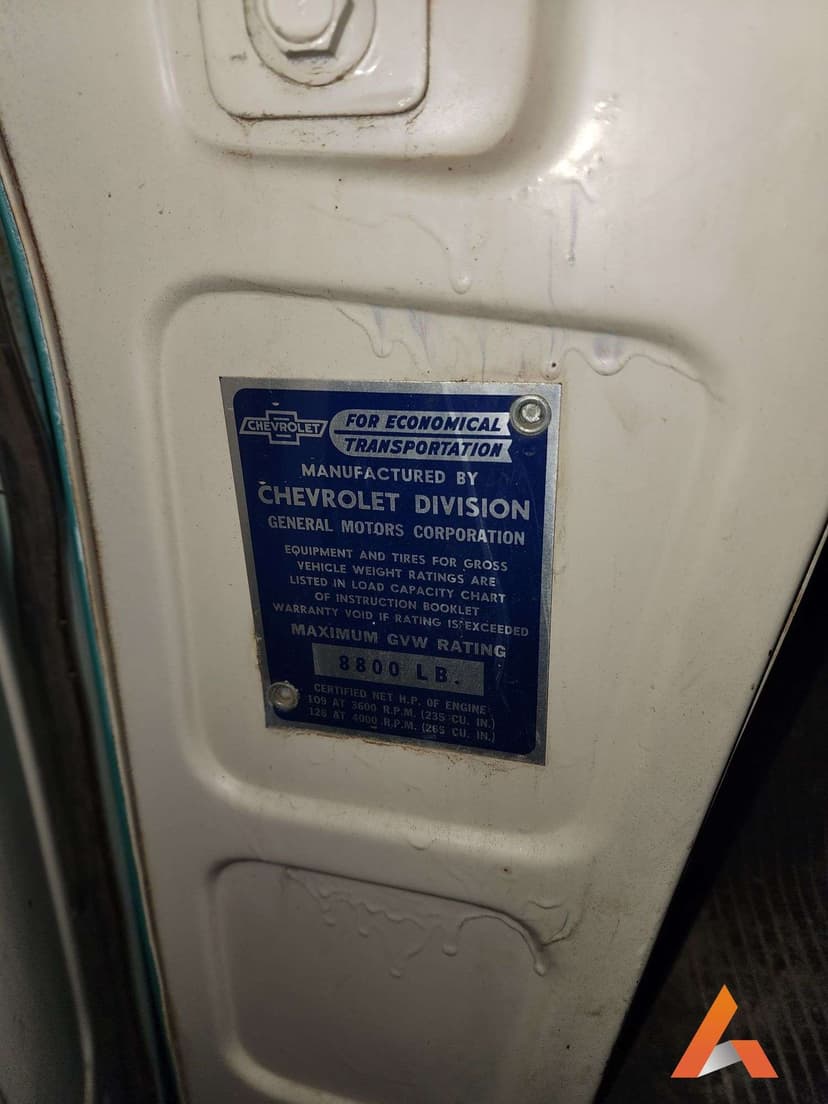 CHEVROLET
FOR ECONOMICAL
TRANSPORTATION
MANUFACTURED BY
CHEVROLET DIVISION
GENERAL MOTORS CORPORATION
EQUIPMENT AND TIRES FOR GROSS
VEHICLE WEIGHT RATINGS ARE
LISTED IN LOAD CAPACITY CHART
OF INSTRUCTION BOOKLET
WARRANTY VOID IF RATING IS EXCEEDED
MAXIMUM GVW RATING
8800 LB.
CERTIFIED NET H.P. OF ENGINE
109 AT 3600 R.P.M. (235 CU. IN.)
126 AT 4000 R.P.M. (265 CU. IN.)